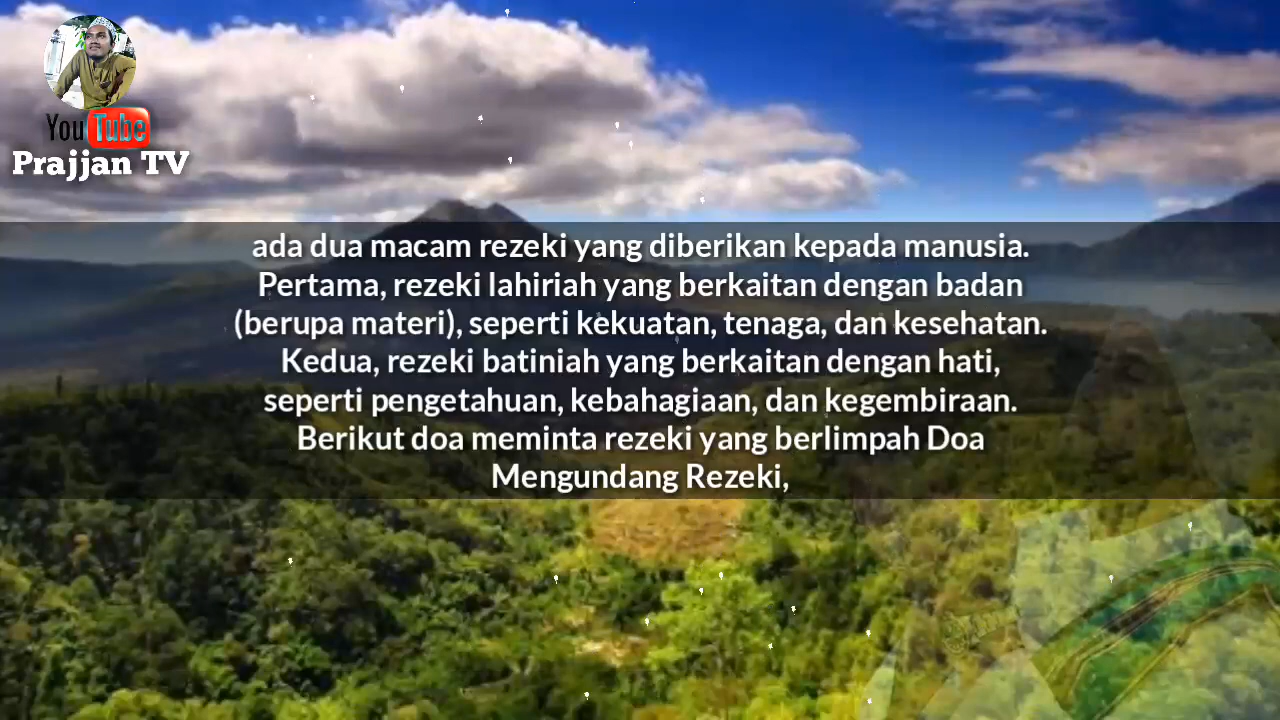 You Tube
Prajjan TV
ada dua macam rezeki yang diberikan kepada manusia.
Pertama, rezeki lahiriah yang berkaitan dengan badan
(berupa materi), seperti kekuatan, tenaga, dan kesehatan.
Kedua, rezeki batiniah yang berkaitan dengan hati,
seperti pengetahuan, kebahagiaan, dan kegembiraan.
Berikut doa meminta rezeki yang berlimpah Doa
Mengundang Rezeki,